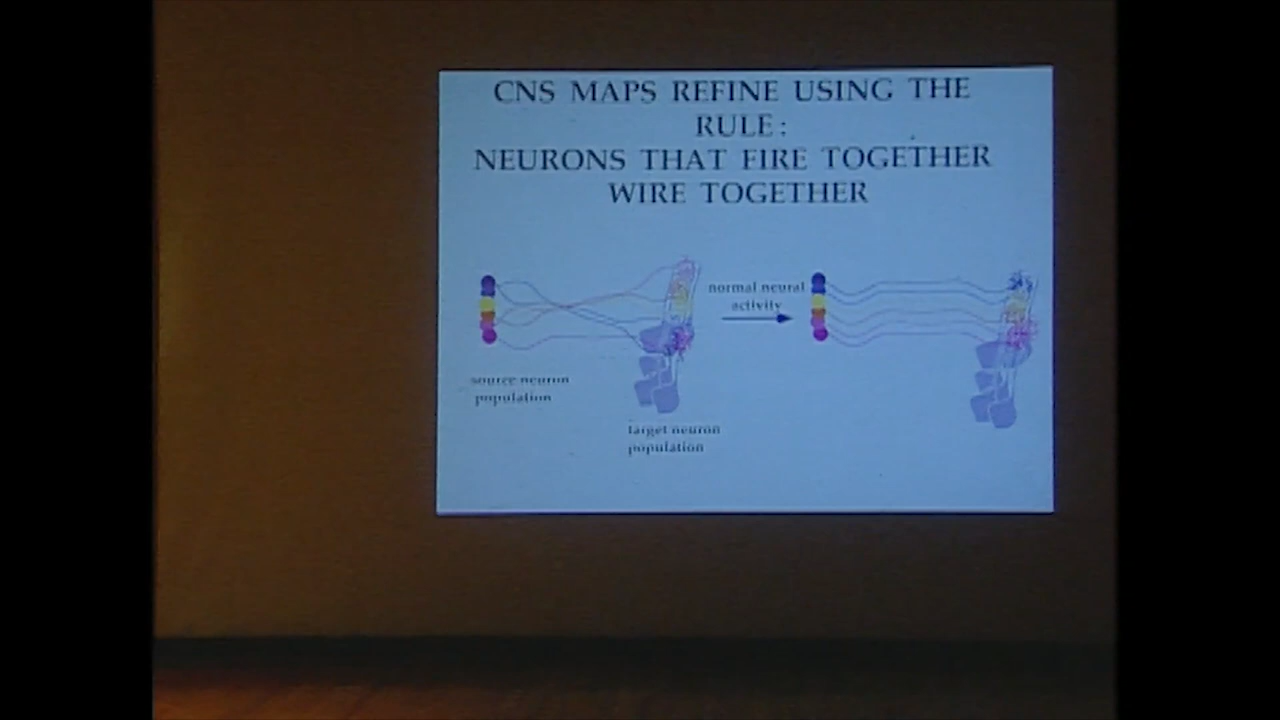 CNS MAPS REFINE USING THE
RULE:
NEURONS THAT FIRE TOGETHER
WIRE TOGETHER
normal neural
activity
source neuron
population
target neuron
population